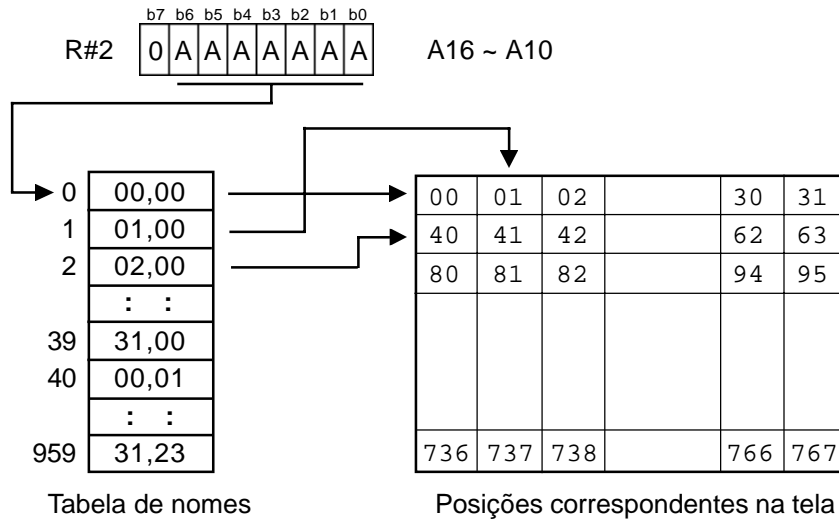 b7 b6 b5 b4 b3 b2 b1 b0
R#2 0 A A A A A A A A16 ~ A10
0 00,00
1 01,00
2 02,00
: :
39 31,00
40 00,01
: :
959 31,23
Tabela de nomes
00 01 02 30 31
40 41 42 62 63
80 81 82 94 95
736 737 738 766 767
Posições correspondentes na tela